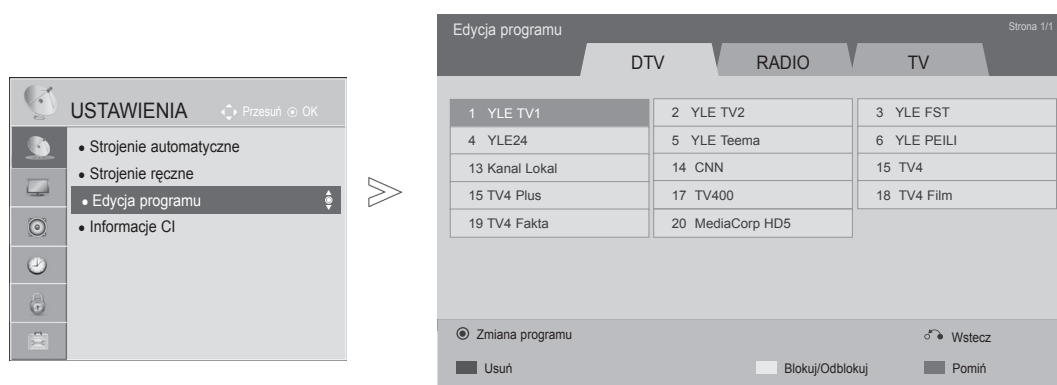 USTAWIENIA Przesuń OK
• Strojenie automatyczne
• Strojenie ręczne
• Edycja programu
• Informacje CI
Edycja programu Strona 1/1
DTV RADIO TV
1 YLE TV1 2 YLE TV2 3 YLE FST
4 YLE24 5 YLE Teema 6 YLE PEILI
13 Kanal Lokal 14 CNN 15 TV4
15 TV4 Plus 17 TV400 18 TV4 Film
19 TV4 Fakta 20 MediaCorp HD5
Zmiana programu Wstecz
Usuń Blokuj/Odblokuj Pomiń